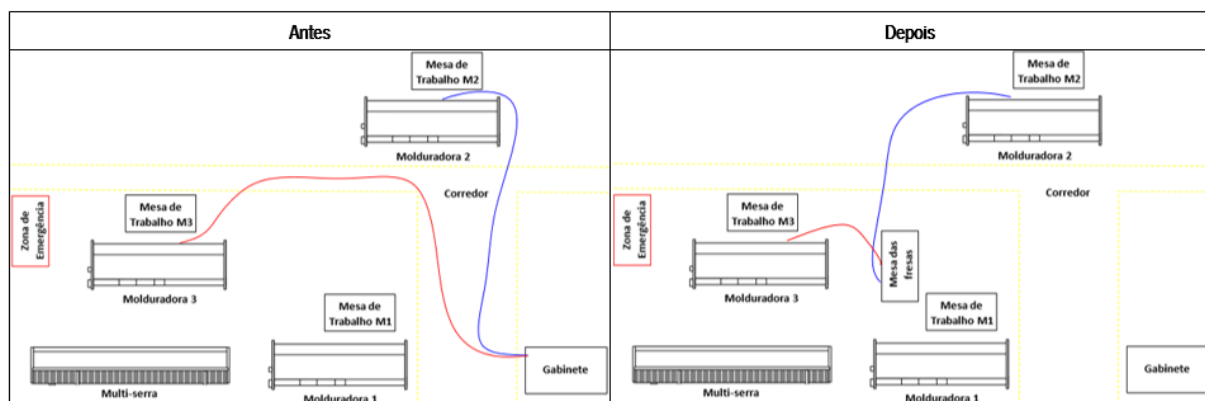 Antes
Depois
Mesa de
Trabalho M2
Molduradora 2
Corredor
Zona de
Emergência
Mesa de
Trabalho M3
Molduradora 3
Mesa de
Trabalho M1
Multi-serra
Molduradora 1
Gabinete
Mesa de
Trabalho M2
Molduradora 2
Corredor
Zona de
Emergência
Mesa de
Trabalho M3
Molduradora 3
Mesa das
fresas
Mesa de
Trabalho M1
Multi-serra
Molduradora 1
Gabinete